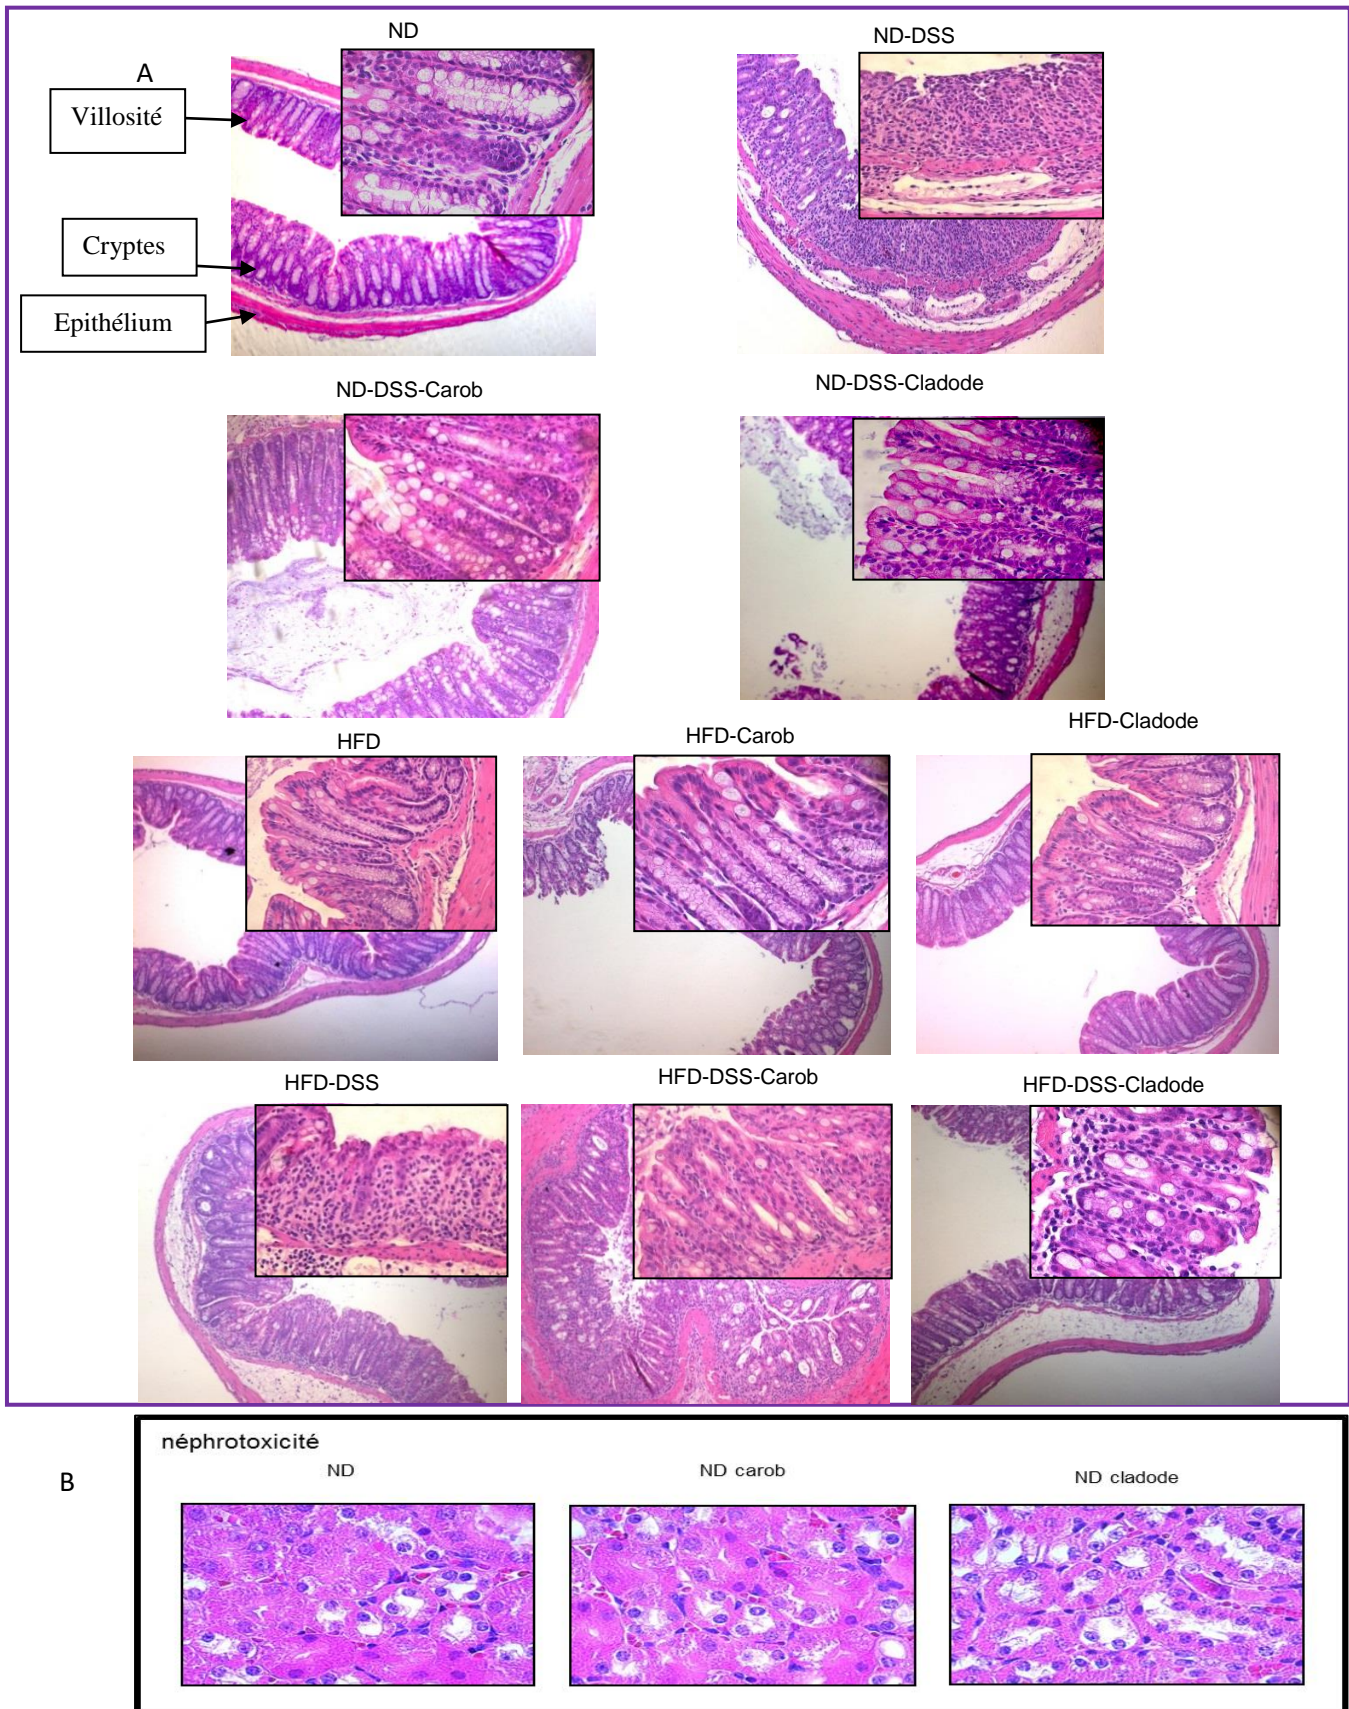 A
ND
ND-DSS
Villosité
Cryptes
Epithélium
ND-DSS-Carob
ND-DSS-Cladode
HFD
HFD-Carob
HFD-Cladode
HFD-DSS
HFD-DSS-Carob
HFD-DSS-Cladode
B
néphrotoxicité
ND
ND carob
ND cladode